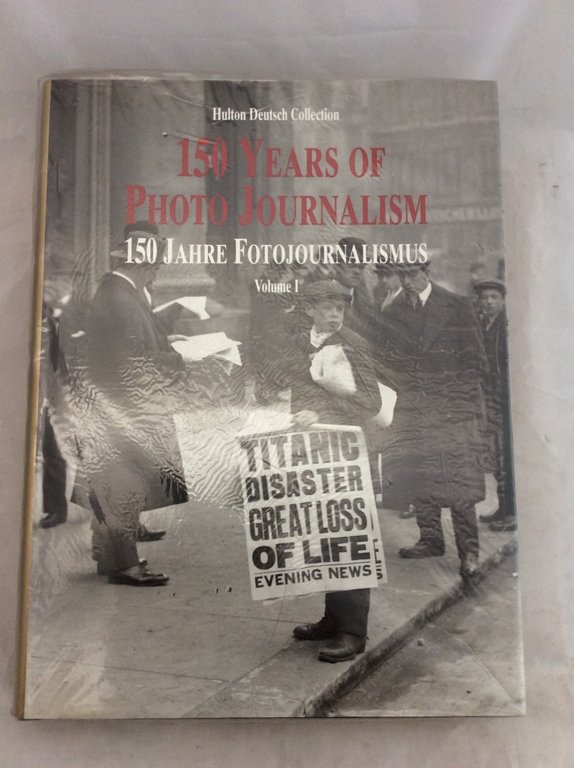 Hulton Deutsch Collection
150 YEARS OF
PHOTO JOURNALISM
150 JAHRE FOTOJOURNALISMUS
Volume I
TITANIC
DISASTER
GREAT LOSS
OF LIFE
EVENING NEWS